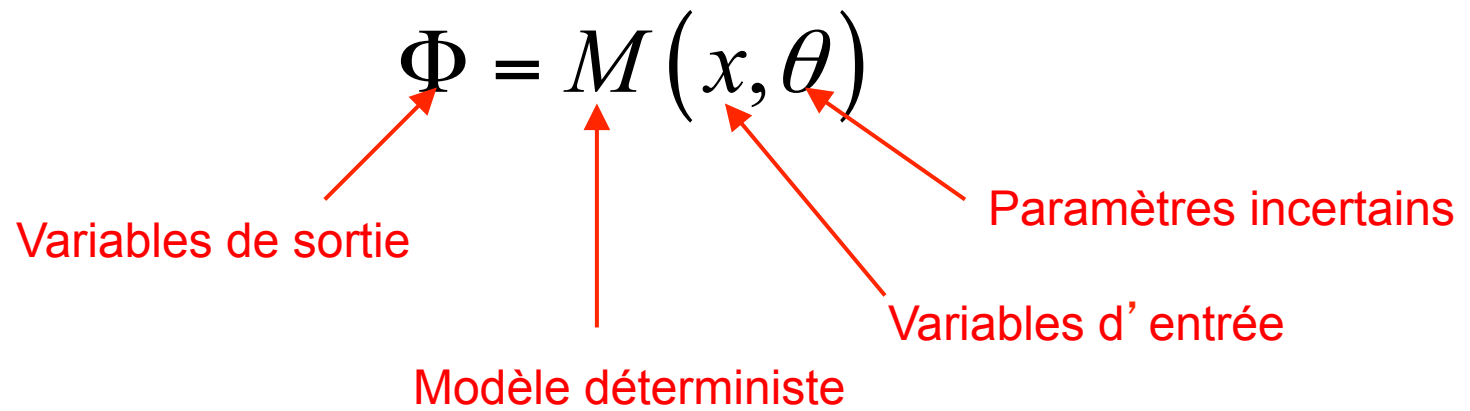 Φ = M(x, θ)
Variables de sortie
Paramètres incertains
Variables d’ entrée
Modèle déterministe